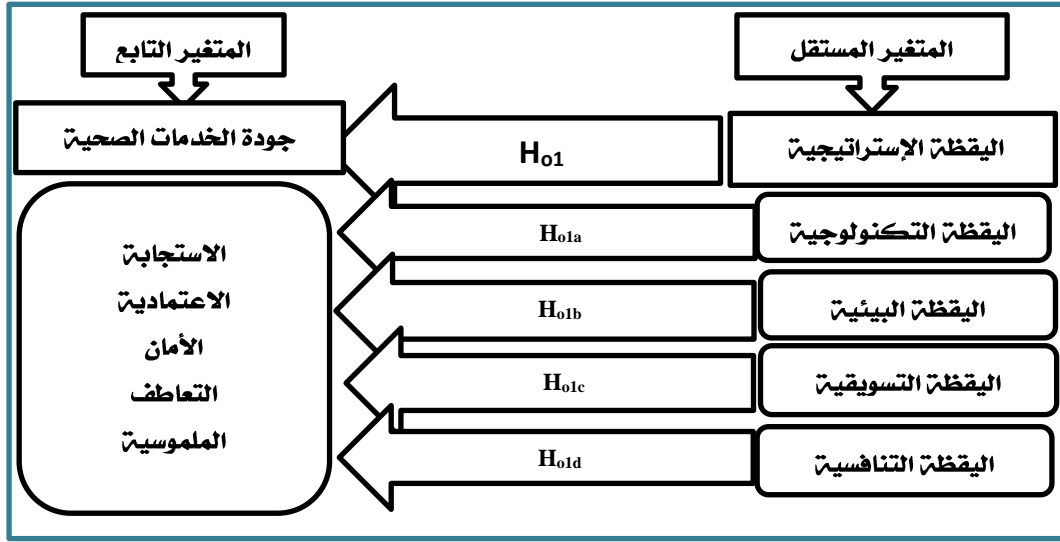 المتغير المستقل
المتغير التابع
اليقظة الإستراتيجية
Ho1
جودة الخدمات الصحية
اليقظة التكنولوجية
Ho1a
اليقظة البيئية
Ho1b
اليقظة التسويقية
Ho1c
اليقظة التنافسية
Ho1d
الاستجابة
الاعتمادية
الأمان
التعاطف
الملموسية